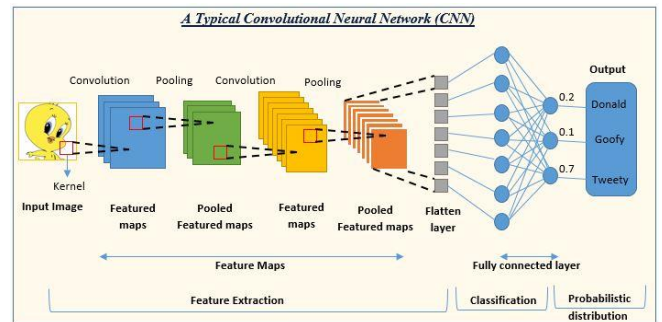 A Typical Convolutional Neural Network (CNN)
Convolution
Pooling
Convolution
Pooling
Kernel
Input Image
Featured
maps
Pooled
Featured maps
Featured
maps
Pooled
Featured maps
Flatten
layer
Fully connected layer
0.2
0.1
0.7
Output
Donald
Goofy
Tweety
Feature Maps
Feature Extraction
Classification
Probabilistic
distribution